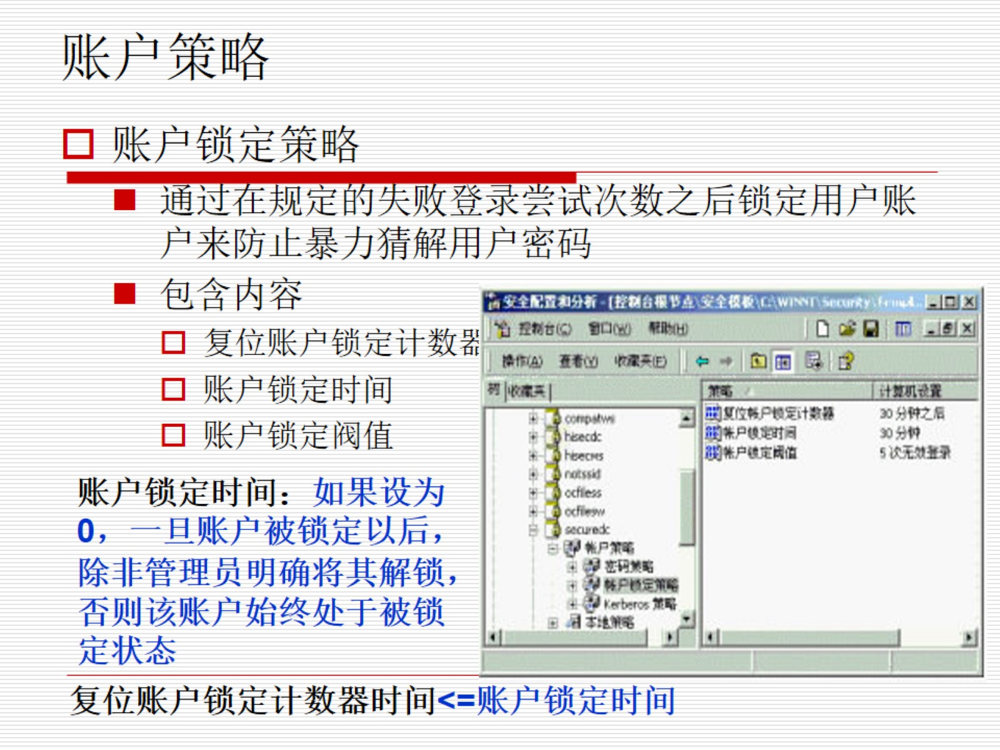 账户策略
账户锁定策略
通过在规定的失败登录尝试次数之后锁定用户账
户来防止暴力猜解用户密码
包含内容
复位账户锁定计数器
账户锁定时间
账户锁定阀值
账户锁定时间：如果设为
0，一旦账户被锁定以后，
除非管理员明确将其解锁，
否则该账户始终处于被锁
定状态
复位账户锁定计数器时间<=账户锁定时间
安全配置和分析 - [控制台根节点\安全模板\C:\WINNT\Security\Templ...
控制台(C) 窗口(W) 帮助(H)
操作(A) 查看(V) 收藏夹(F)
树 收藏夹
compatws
hisecdc
hisecws
notssid
ocfiless
ocfilesw
securedc
帐户策略
密码策略
帐户锁定策略
Kerberos 策略
本地策略
策略 计算机设置
复位帐户锁定计数器 30 分钟之后
帐户锁定时间 30 分钟
帐户锁定阈值 5 次无效登录